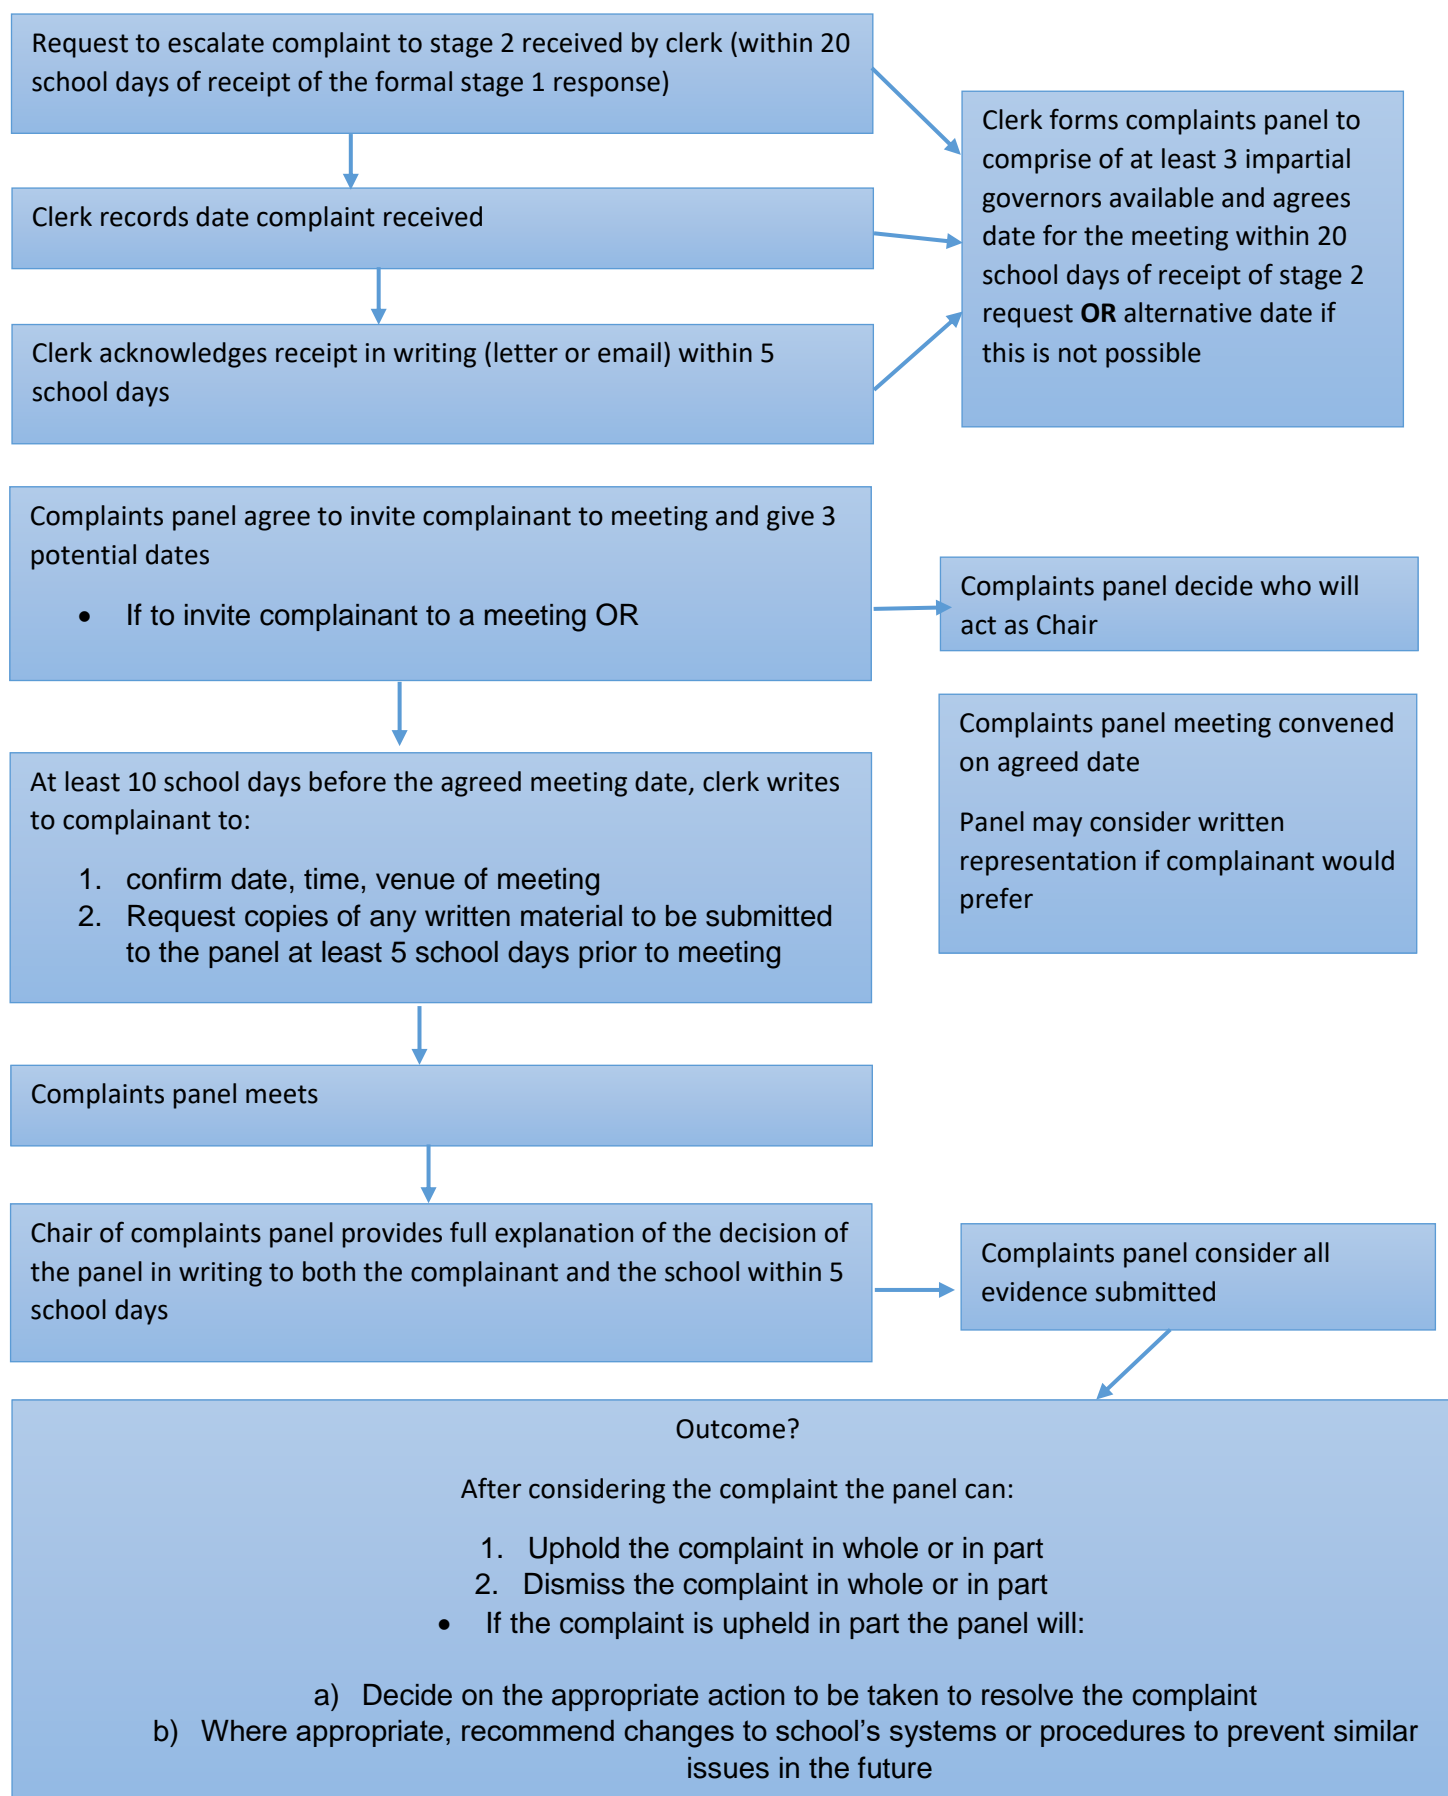 Request to escalate complaint to stage 2 received by clerk (within 20
school days of receipt of the formal stage 1 response)
Clerk records date complaint received
Clerk acknowledges receipt in writing (letter or email) within 5
school days
Clerk forms complaints panel to
comprise of at least 3 impartial
governors available and agrees
date for the meeting within 20
school days of receipt of stage 2
request OR alternative date if
this is not possible
Complaints panel agree to invite complainant to meeting and give 3
potential dates
• If to invite complainant to a meeting OR
Complaints panel decide who will
act as Chair
Complaints panel meeting convened
on agreed date
Panel may consider written
representation if complainant would
prefer
At least 10 school days before the agreed meeting date, clerk writes
to complainant to:
1. confirm date, time, venue of meeting
2. Request copies of any written material to be submitted
to the panel at least 5 school days prior to meeting
Complaints panel meets
Chair of complaints panel provides full explanation of the decision of
the panel in writing to both the complainant and the school within 5
school days
Complaints panel consider all
evidence submitted
Outcome?
After considering the complaint the panel can:
1. Uphold the complaint in whole or in part
2. Dismiss the complaint in whole or in part
• If the complaint is upheld in part the panel will:
a) Decide on the appropriate action to be taken to resolve the complaint
b) Where appropriate, recommend changes to school’s systems or procedures to prevent similar
issues in the future